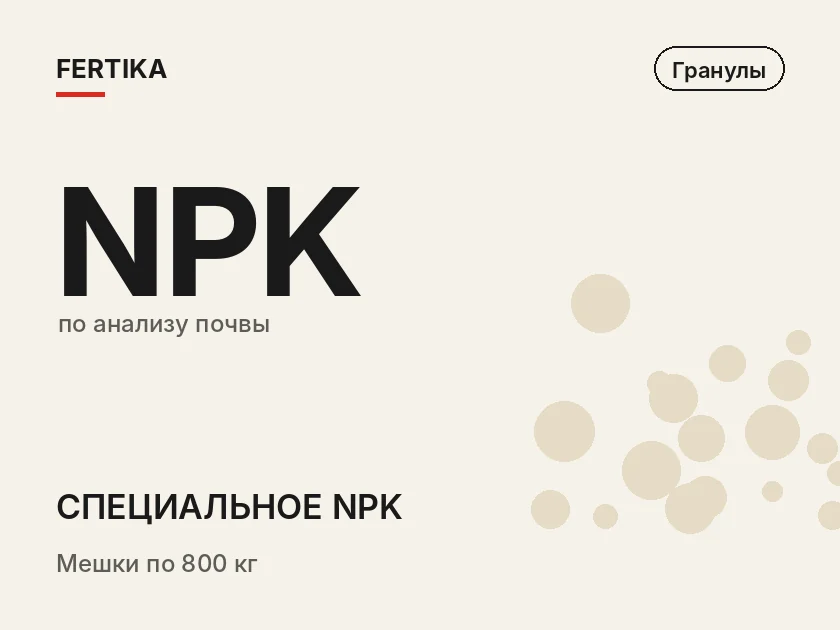 FERTIKA
Гранулы
NPK
по анализу почвы
СПЕЦИАЛЬНОЕ NPK
Мешки по 800 кг